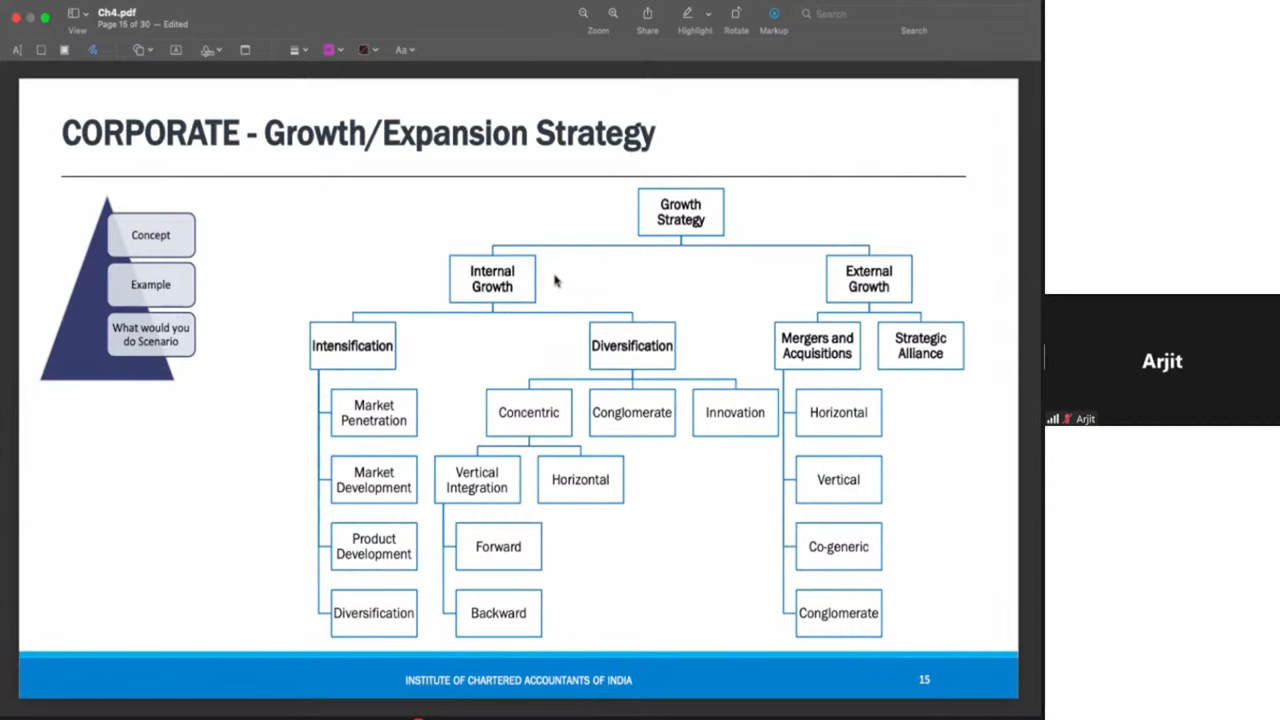 Ch4.pdf
Page 15 of 30 — Edited
View
Zoom
Share
Highlight
Rotate
Markup
Search
Search
CORPORATE - Growth/Expansion Strategy
Concept
Example
What would you
do Scenario
Growth
Strategy
Internal
Growth
External
Growth
Intensification
Diversification
Mergers and
Acquisitions
Strategic
Alliance
Market
Penetration
Concentric
Conglomerate
Innovation
Horizontal
Market
Development
Vertical
Integration
Horizontal
Vertical
Product
Development
Forward
Co-generic
Diversification
Backward
Conglomerate
INSTITUTE OF CHARTERED ACCOUNTANTS OF INDIA
15
Arjit
Arjit